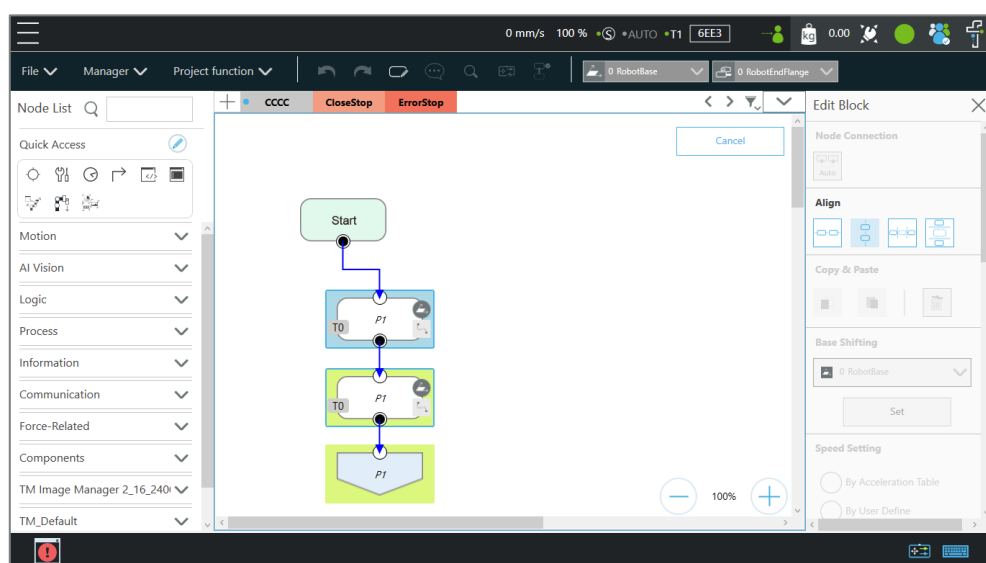 0 mm/s 100 % S AUTO T1 6EE3 kg 0.00
File Manager Project function 0 RobotBase 0 RobotEndFlange
Node List
CCCC CloseStop ErrorStop
Edit Block
Quick Access
Cancel
Node Connection
Auto
Start
Align
Motion
AI Vision
Copy & Paste
Logic
P1
T0
Process
Base Shifting
Information
0 RobotBase
Communication
P1
T0
Set
Force-Related
Components
Speed Setting
P1
TM Image Manager 2_16_240
By Acceleration Table
100%
By User Define
TM_Default